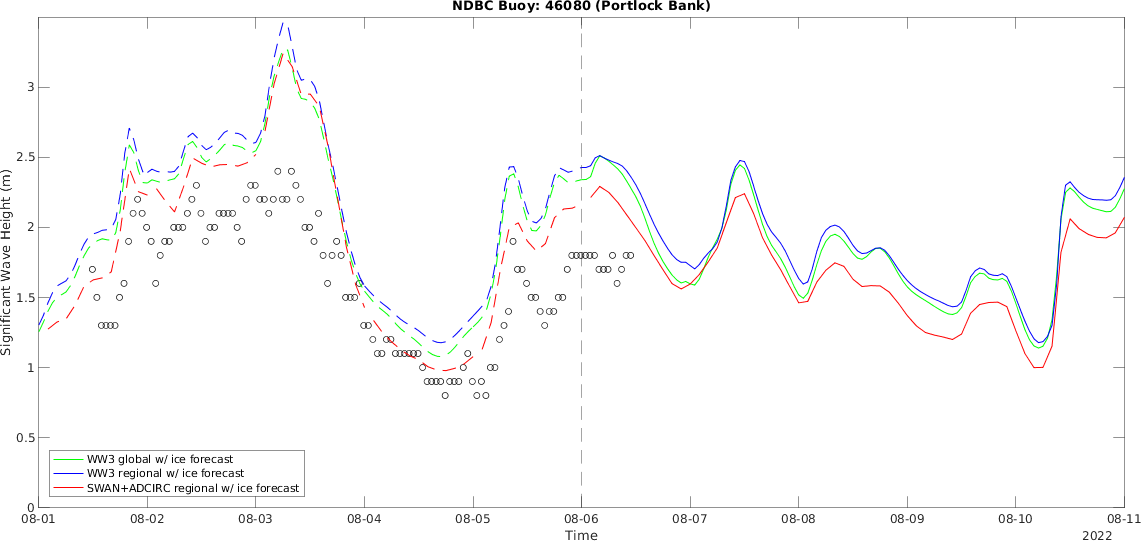 NDBC Buoy: 46080 (Portlock Bank)
Significant Wave Height (m)
3
2.5
2
1.5
1
0.5
0
WW3 global w/ ice forecast
WW3 regional w/ ice forecast
SWAN+ADCIRC regional w/ ice forecast
08-01 08-02 08-03 08-04 08-05 08-06 08-07 08-08 08-09 08-10 08-11
Time
2022